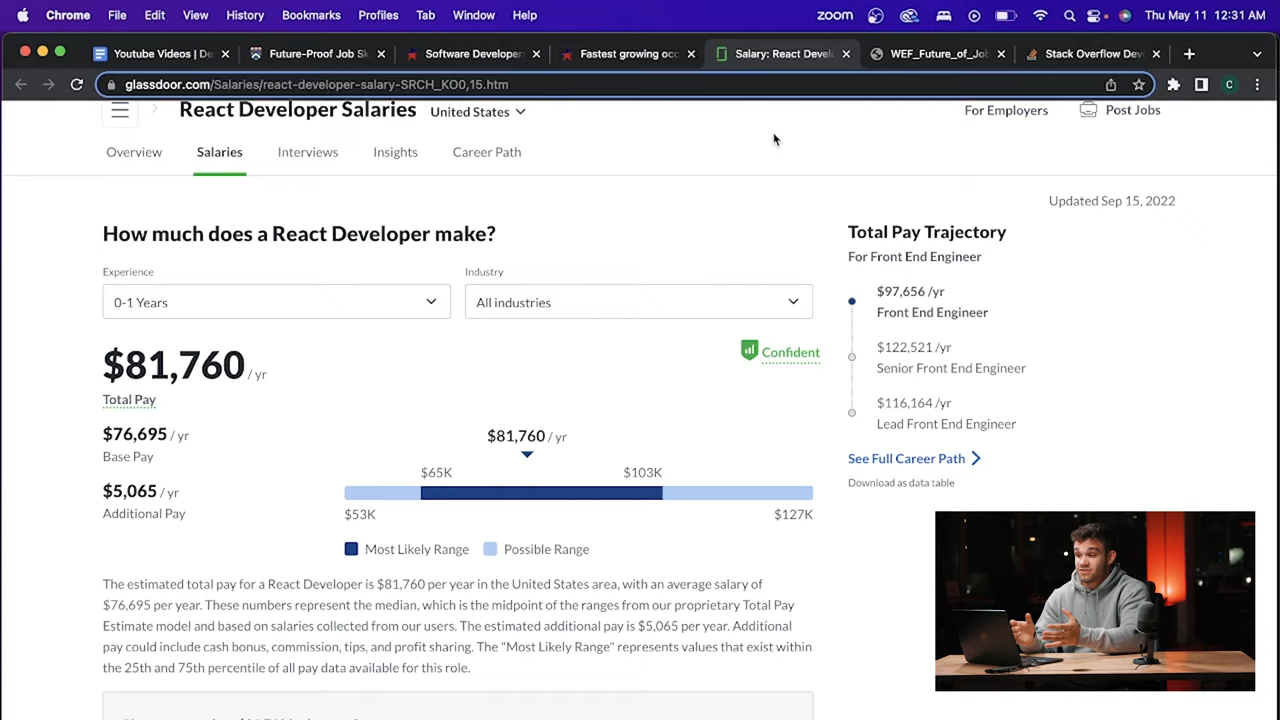 Chrome File Edit View History Bookmarks Profiles Tab Window Help zoom Thu May 11 12:31 AM
Youtube Videos | De Future-Proof Job Sk Software Developer Fastest growing occ Salary: React Devel WEF_Future_of_Job Stack Overflow Dev
glassdoor.com/Salaries/react-developer-salary-SRCH_KO0,15.htm C
React Developer Salaries United States For Employers Post Jobs
Overview Salaries Interviews Insights Career Path
Updated Sep 15, 2022
How much does a React Developer make?
Experience Industry
0-1 Years All industries
$81,760 / yr
Confident
Total Pay
$76,695 / yr
Base Pay
$5,065 / yr
Additional Pay
$81,760 / yr
$65K $103K
$53K $127K
Most Likely Range Possible Range
The estimated total pay for a React Developer is $81,760 per year in the United States area, with an average salary of
$76,695 per year. These numbers represent the median, which is the midpoint of the ranges from our proprietary Total Pay
Estimate model and based on salaries collected from our users. The estimated additional pay is $5,065 per year. Additional
pay could include cash bonus, commission, tips, and profit sharing. The "Most Likely Range" represents values that exist within
the 25th and 75th percentile of all pay data available for this role.
Total Pay Trajectory
For Front End Engineer
$97,656 /yr
Front End Engineer
$122,521 /yr
Senior Front End Engineer
$116,164 /yr
Lead Front End Engineer
See Full Career Path
Download as data table